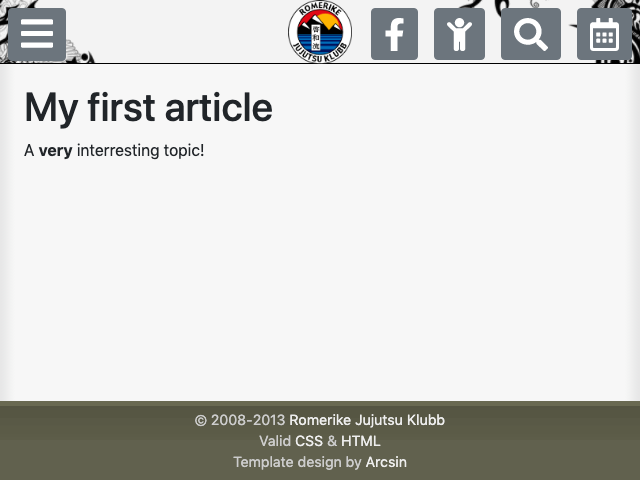 ROMERIKE
JUJUTSU KLUBB
My first article
A very interresting topic!
© 2008-2013 Romerike Jujutsu Klubb
Valid CSS & HTML
Template design by Arcsin